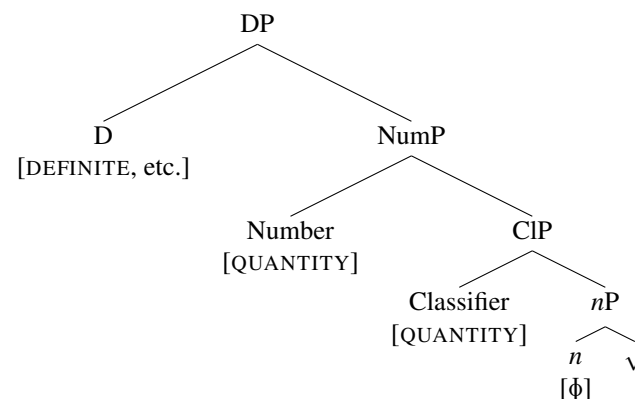 DP
D NumP
[DEFINITE, etc.]
Number ClP
[QUANTITY]
Classifier nP
[QUANTITY]
n
[ϕ]